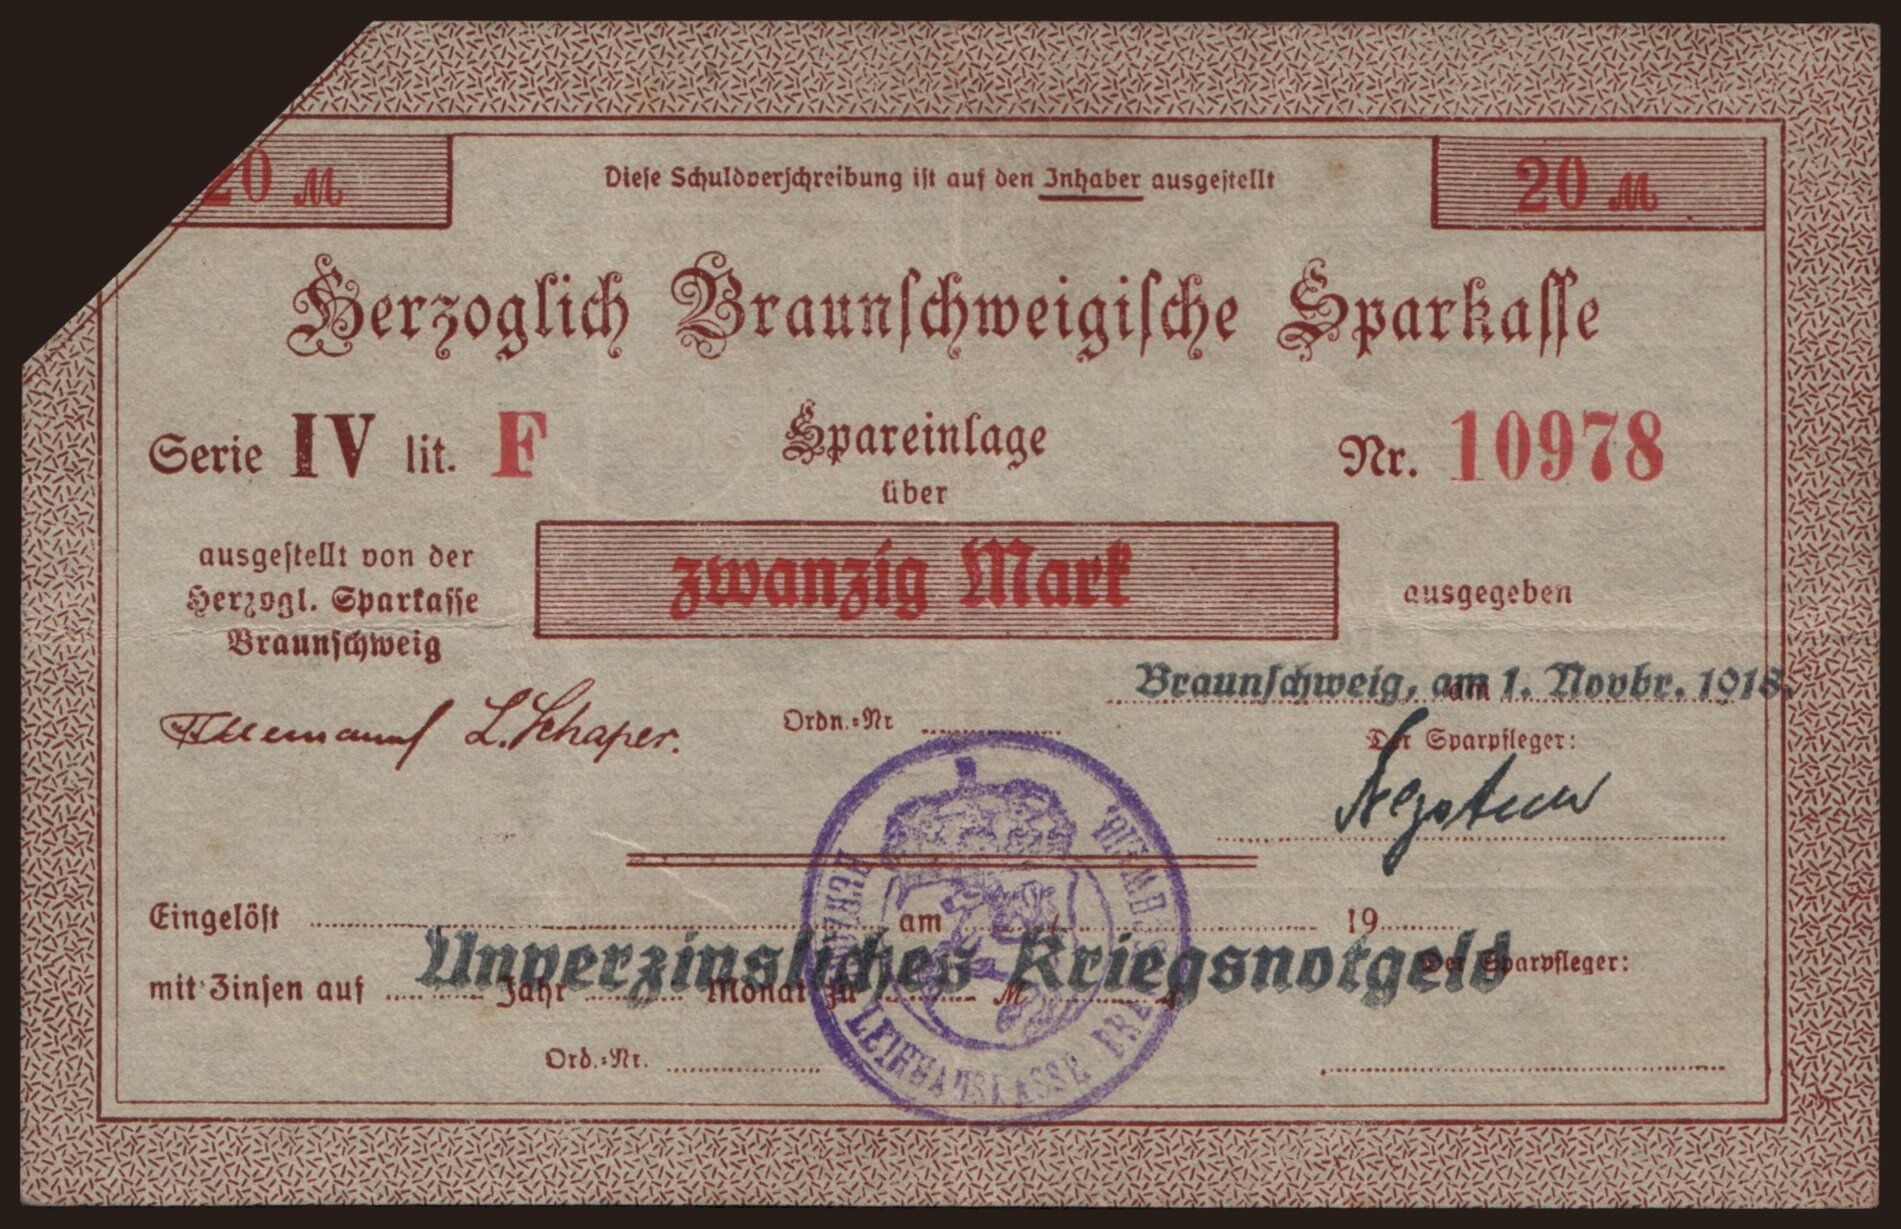 20 M
Diese Schuldverschreibung ist auf den Inhaber ausgestellt
20 M
Herzoglich Braunschweigische Sparkasse
Serie IV lit. F
Spareinlage
über
Nr. 10978
ausgestellt von der
Herzogl. Sparkasse
Braunschweig
zwanzig Mark
ausgegeben
Braunschweig, am 1. Novbr. 1918.
am
L. Schaper.
Ordn.=Nr
Der Sparpfleger:
Eingelöst am 19
Unverzinsliches Kriegsnotgeld
Der Sparpfleger:
mit Zinsen auf Jahr Monat zu M
Ord.=Nr.
LEIHHAUSKASSE